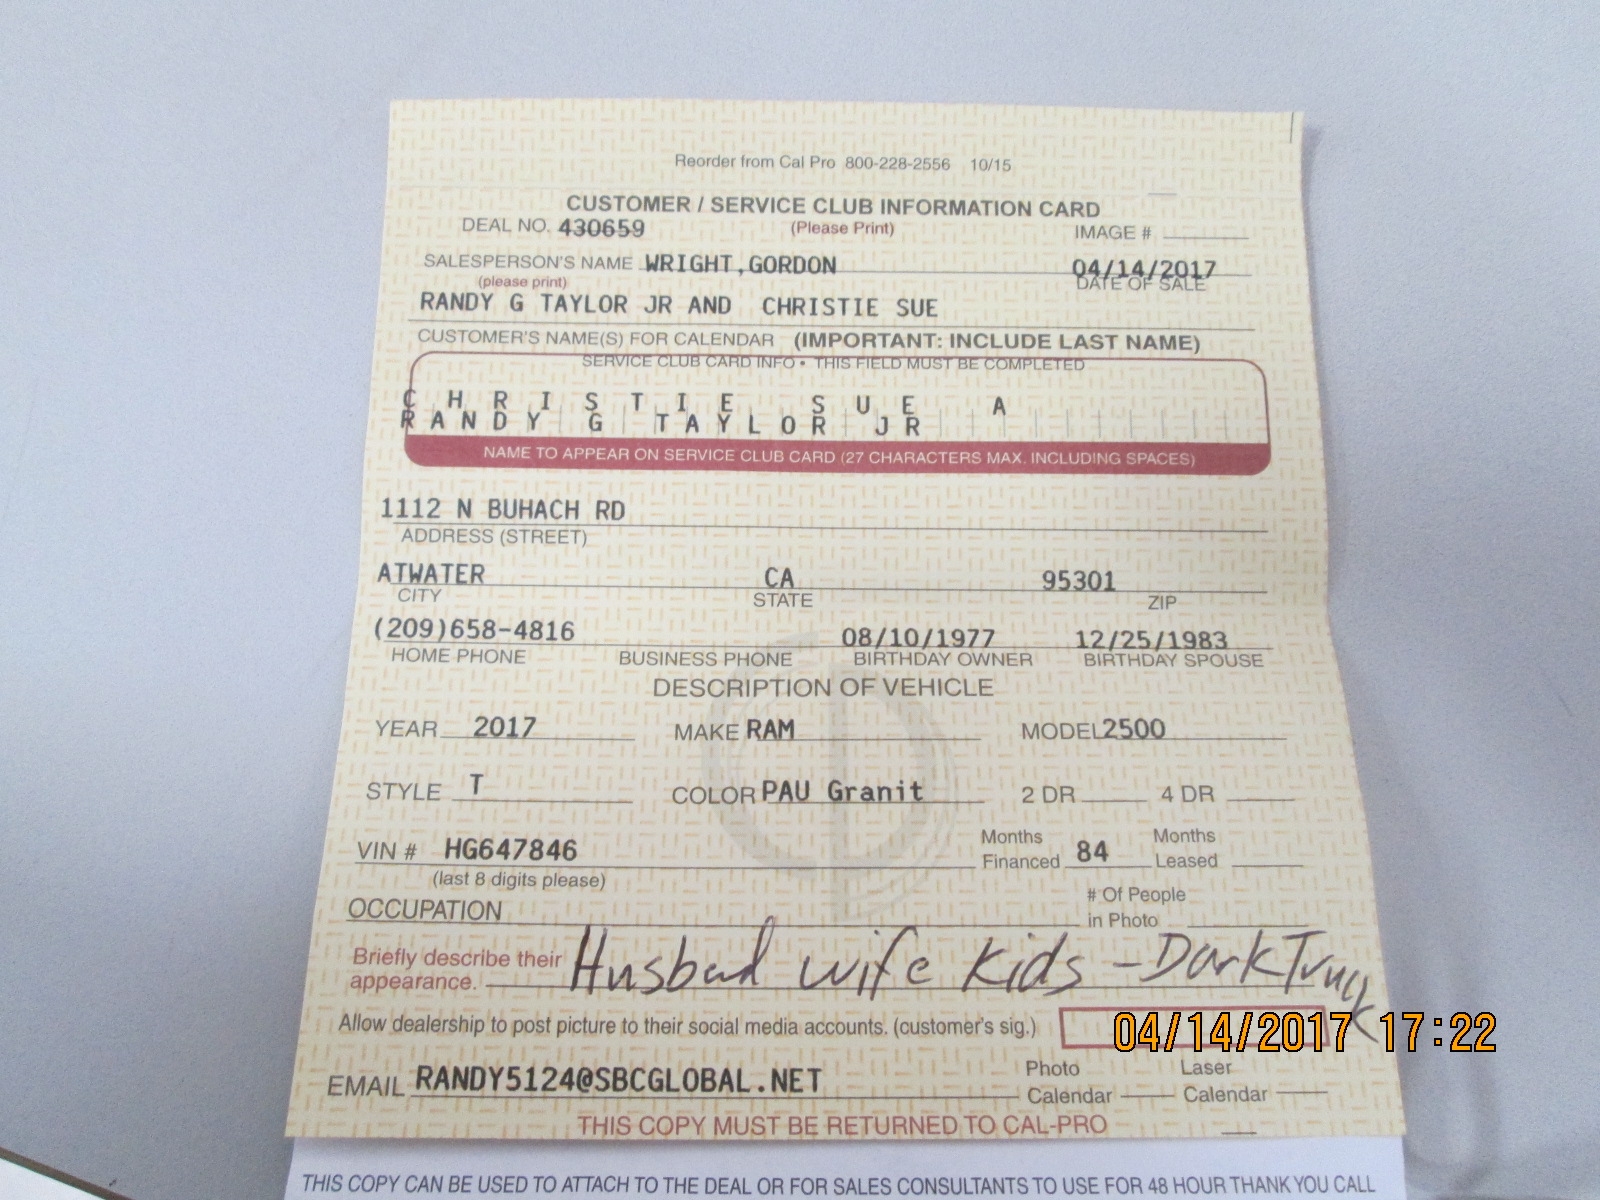 Reorder from Cal Pro 800-228-2556 10/15
CUSTOMER / SERVICE CLUB INFORMATION CARD
DEAL NO. 430659 (Please Print) IMAGE #
SALESPERSON'S NAME WRIGHT,GORDON 04/14/2017
(please print) DATE OF SALE
RANDY G TAYLOR JR AND CHRISTIE SUE
CUSTOMER'S NAME(S) FOR CALENDAR (IMPORTANT: INCLUDE LAST NAME)
SERVICE CLUB CARD INFO • THIS FIELD MUST BE COMPLETED
CHRISTIE SUE A
RANDY G TAYLOR JR
NAME TO APPEAR ON SERVICE CLUB CARD (27 CHARACTERS MAX. INCLUDING SPACES)
1112 N BUHACH RD
ADDRESS (STREET)
ATWATER CA 95301
CITY STATE ZIP
(209)658-4816 08/10/1977 12/25/1983
HOME PHONE BUSINESS PHONE BIRTHDAY OWNER BIRTHDAY SPOUSE
DESCRIPTION OF VEHICLE
YEAR 2017 MAKE RAM MODEL 2500
STYLE T COLOR PAU Granit 2 DR 4 DR
VIN # HG647846 Months Financed 84 Months Leased
(last 8 digits please)
OCCUPATION # Of People in Photo
Briefly describe their appearance. Husbad wife Kids - Dark Truck
Allow dealership to post picture to their social media accounts. (customer's sig.)
04/14/2017 17:22
EMAIL RANDY5124@SBCGLOBAL.NET Photo Calendar Laser Calendar
THIS COPY MUST BE RETURNED TO CAL-PRO
THIS COPY CAN BE USED TO ATTACH TO THE DEAL OR FOR SALES CONSULTANTS TO USE FOR 48 HOUR THANK YOU CALL